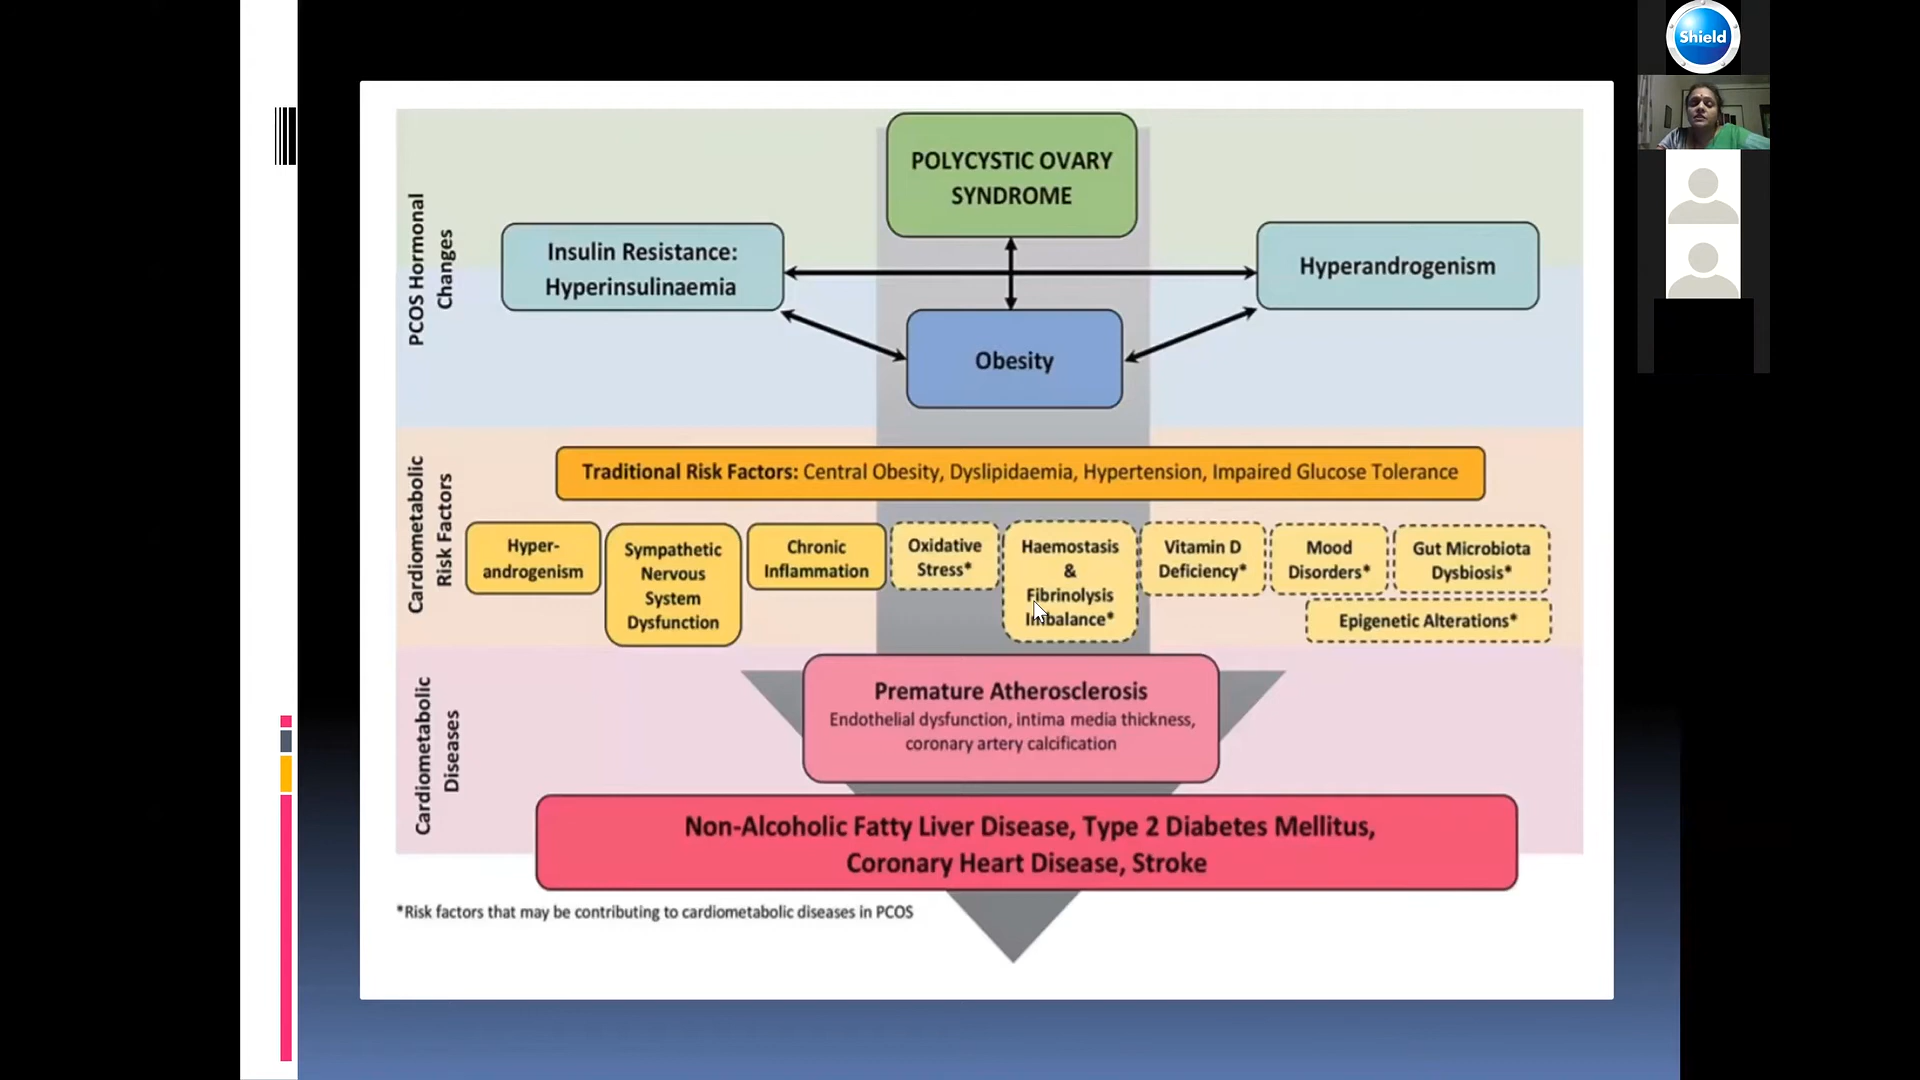 Shield
POLYCYSTIC OVARY
SYNDROME
PCOS Hormonal
Changes
Insulin Resistance:
Hyperinsulinaemia
Hyperandrogenism
Obesity
Cardiometabolic
Risk Factors
Traditional Risk Factors: Central Obesity, Dyslipidaemia, Hypertension, Impaired Glucose Tolerance
Hyper-
androgenism
Sympathetic
Nervous
System
Dysfunction
Chronic
Inflammation
Oxidative
Stress*
Haemostasis
&
Fibrinolysis
Imbalance*
Vitamin D
Deficiency*
Mood
Disorders*
Gut Microbiota
Dysbiosis*
Epigenetic Alterations*
Cardiometabolic
Diseases
Premature Atherosclerosis
Endothelial dysfunction, intima media thickness,
coronary artery calcification
Non-Alcoholic Fatty Liver Disease, Type 2 Diabetes Mellitus,
Coronary Heart Disease, Stroke
*Risk factors that may be contributing to cardiometabolic diseases in PCOS